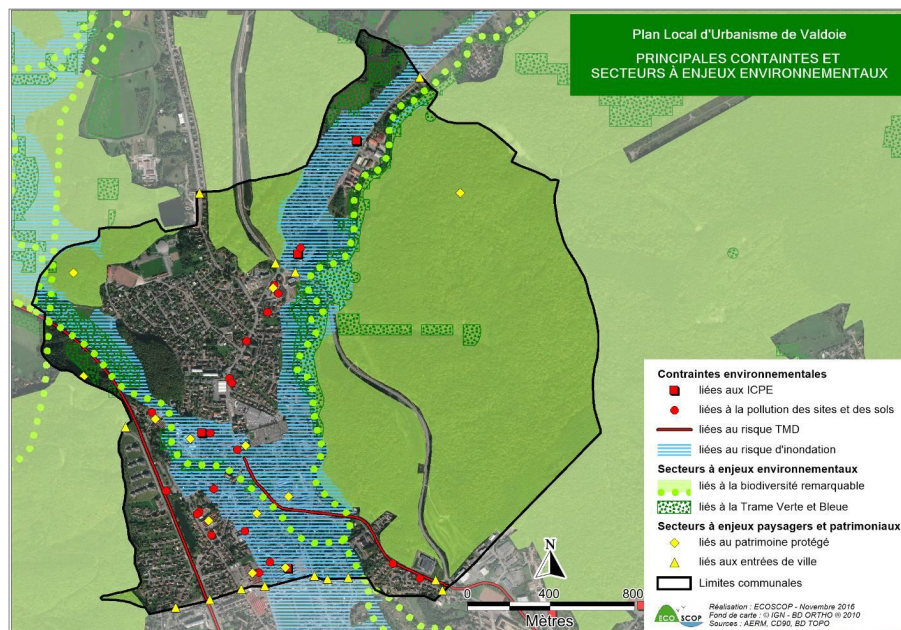 Plan Local d'Urbanisme de Valdoie
PRINCIPALES CONTAINTES ET
SECTEURS À ENJEUX ENVIRONNEMENTAUX
Contraintes environnementales
liées aux ICPE
liées à la pollution des sites et des sols
liées au risque TMD
liées au risque d'inondation
Secteurs à enjeux environnementaux
liés à la biodiversité remarquable
liés à la Trame Verte et Bleue
Secteurs à enjeux paysagers et patrimoniaux
liés au patrimoine protégé
liés aux entrées de ville
Limites communales
N
0 400 800
Mètres
ECO SCOP
Réalisation : ECOSCOP - Novembre 2016
Fond de carte : © IGN - BD ORTHO ® 2010
Sources : AERM, CD90, BD TOPO